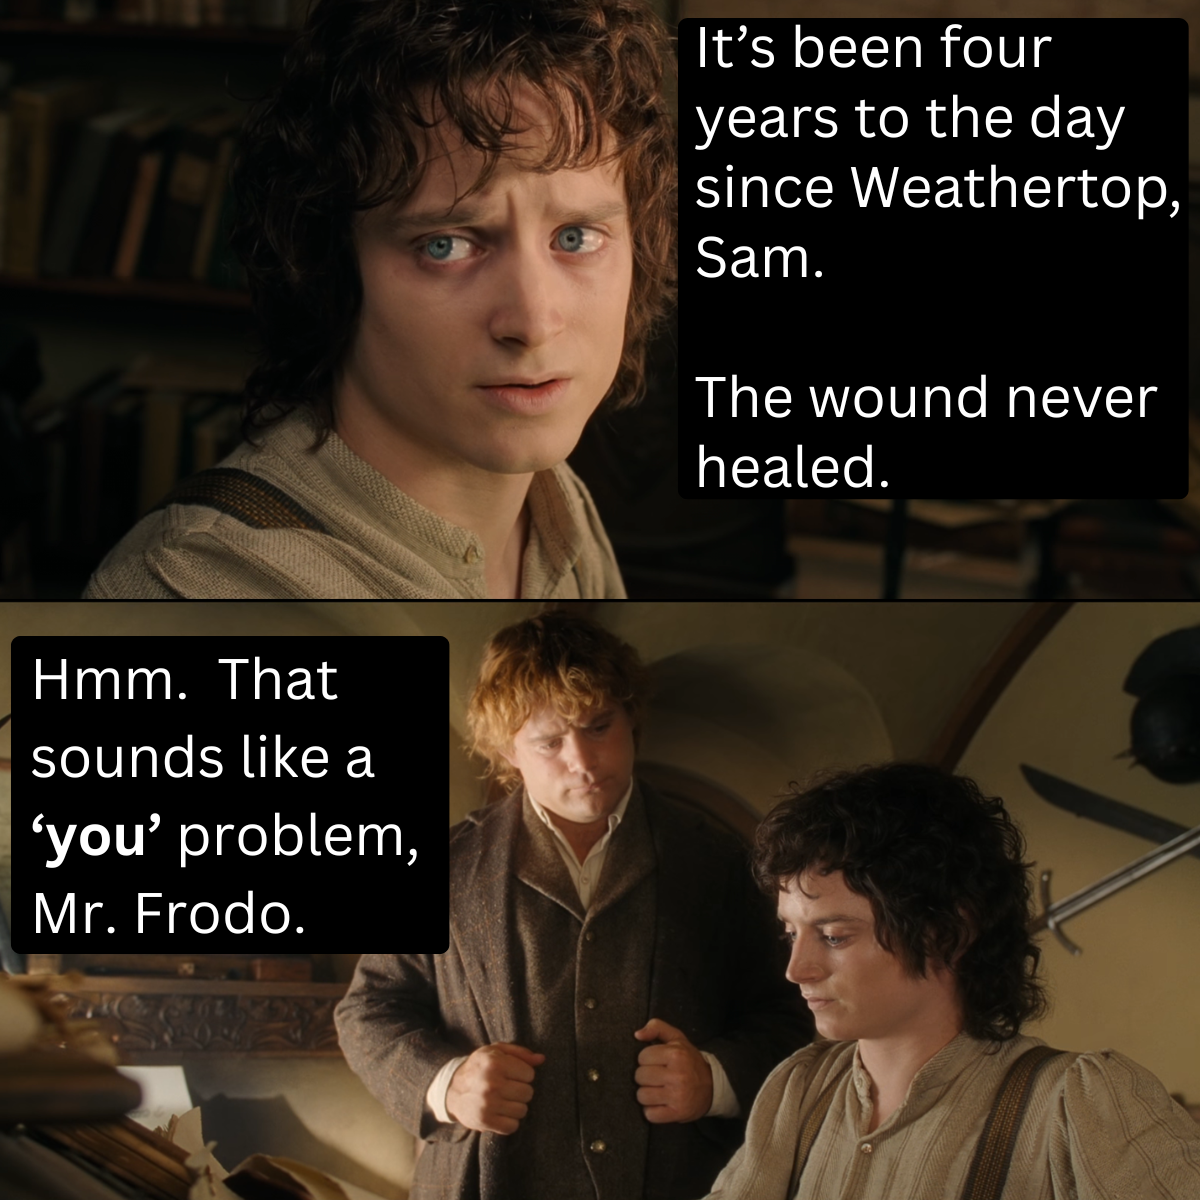 It’s been four
years to the day
since Weathertop,
Sam.
The wound never
healed.
Hmm.  That
sounds like a
‘you’ problem,
Mr. Frodo.